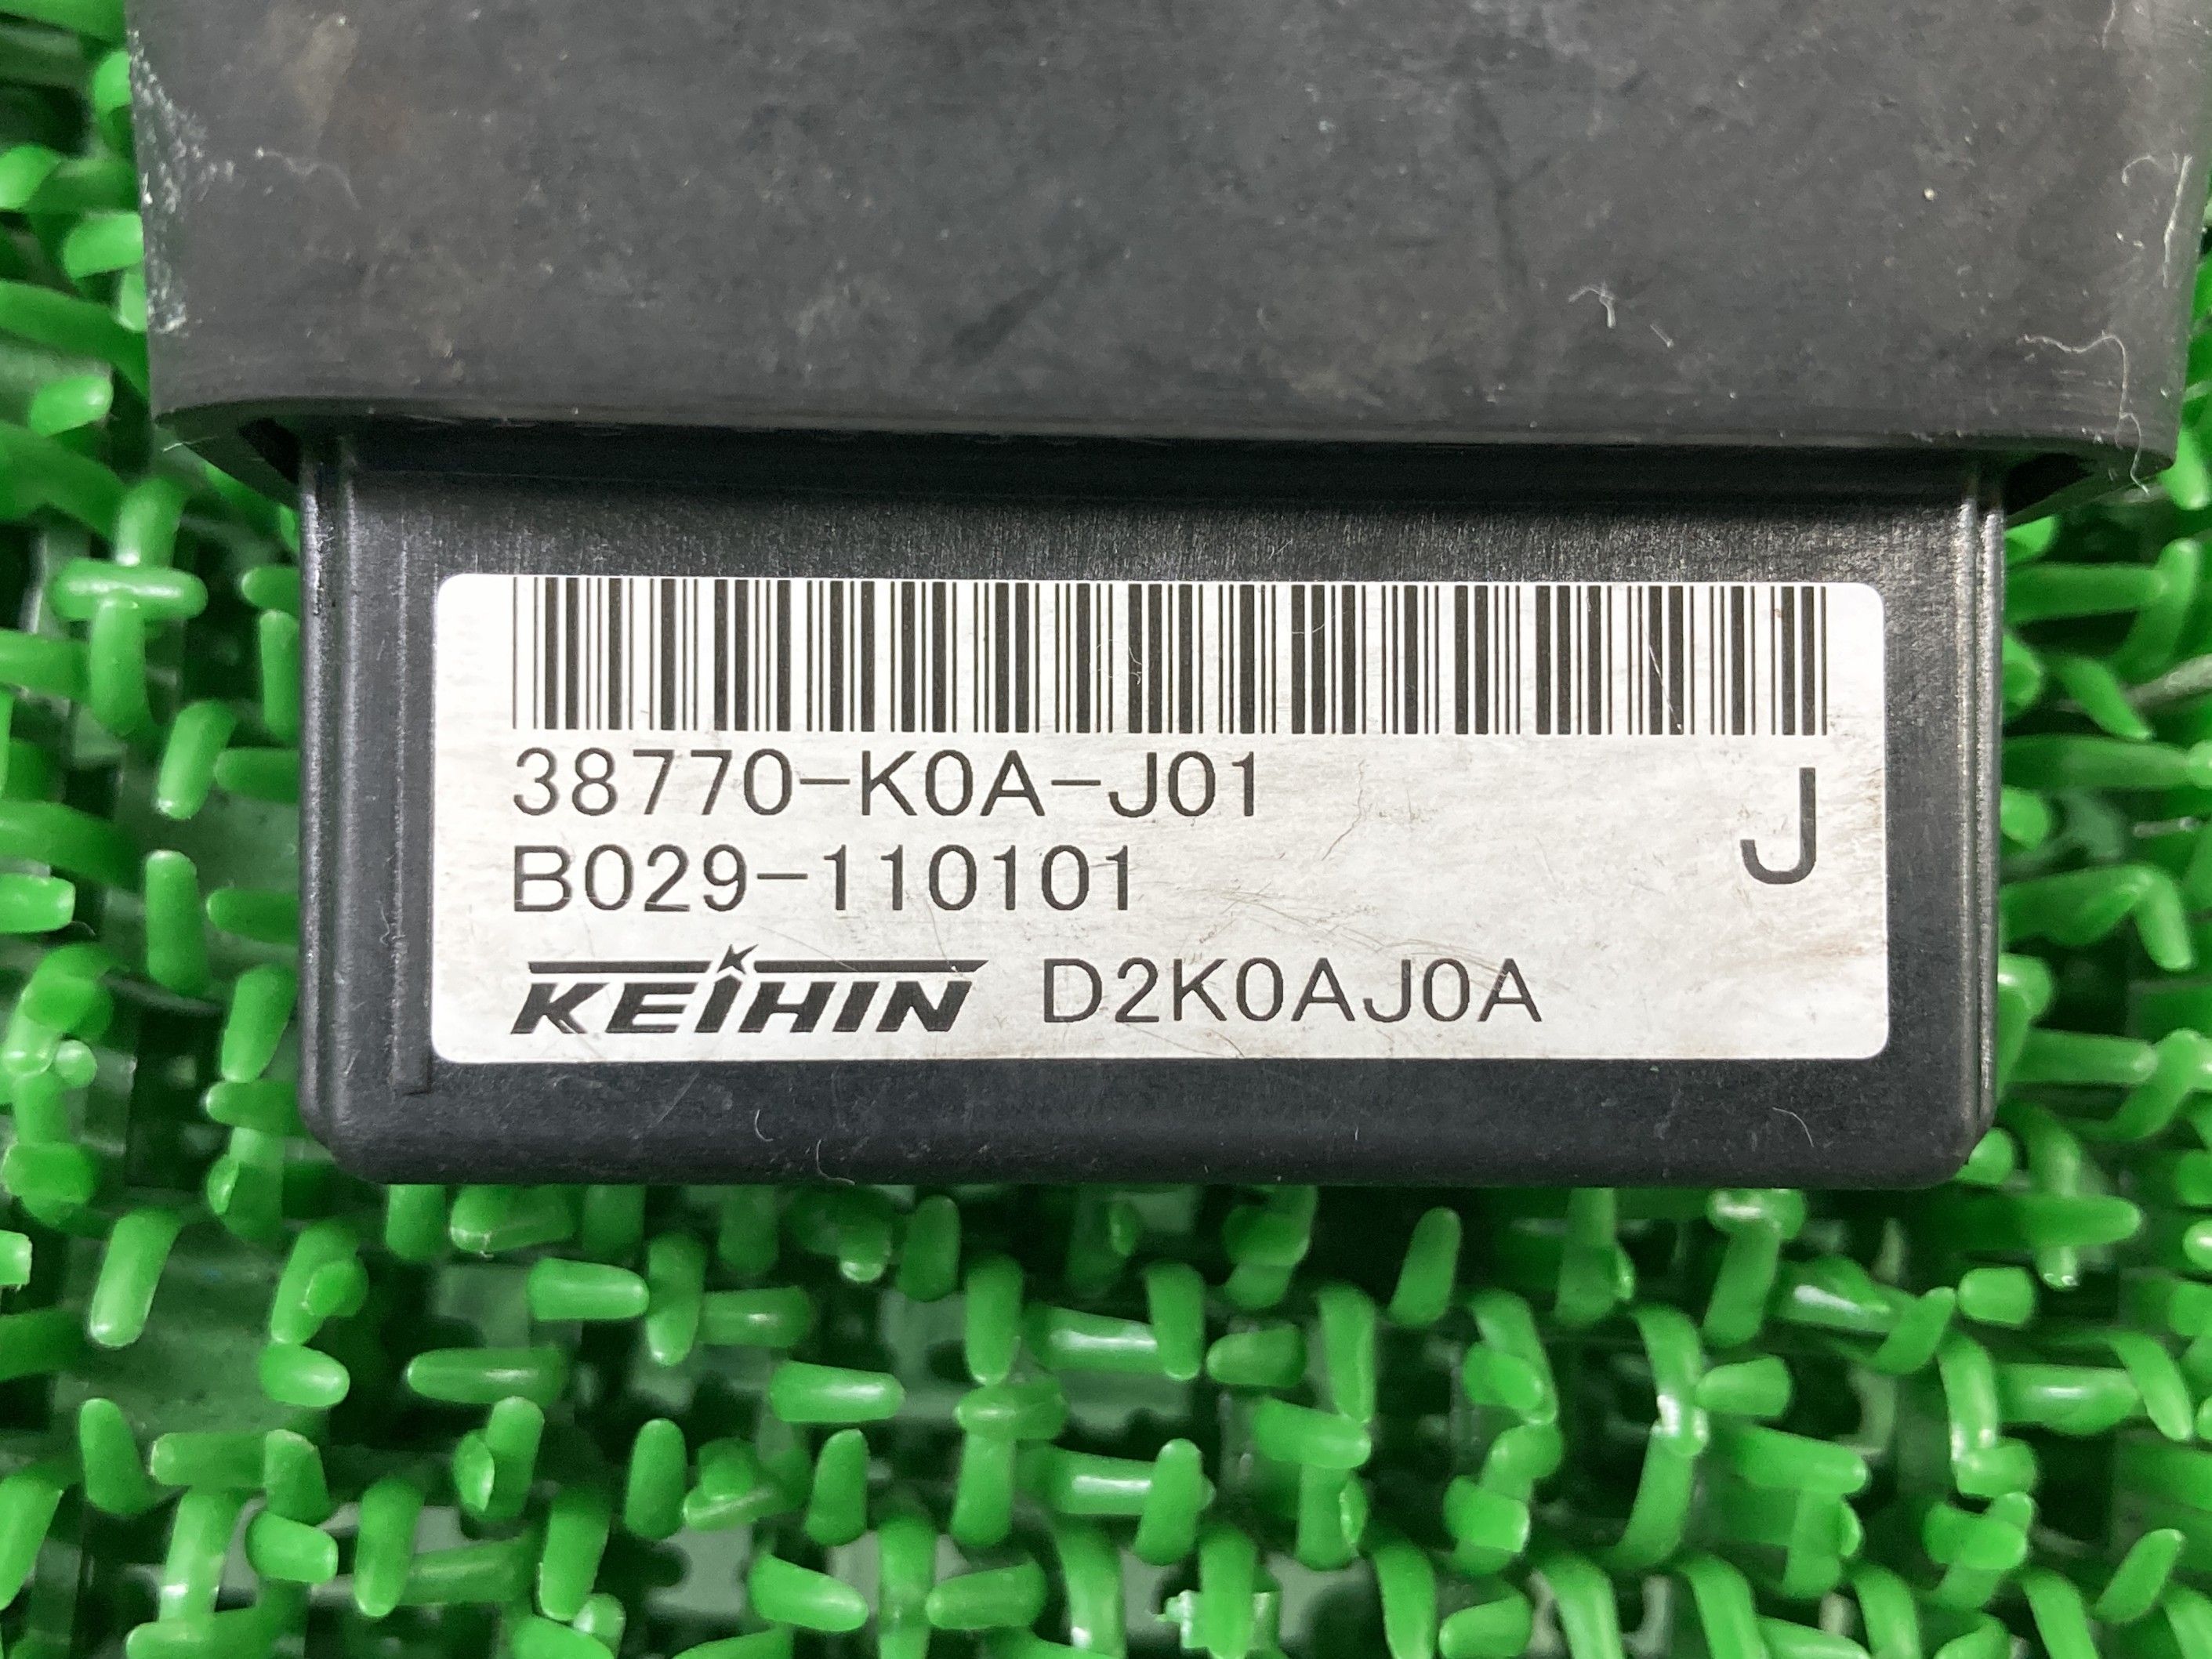 38770-K0A-J01
J
B029-110101
KEIHIN D2K0AJ0A